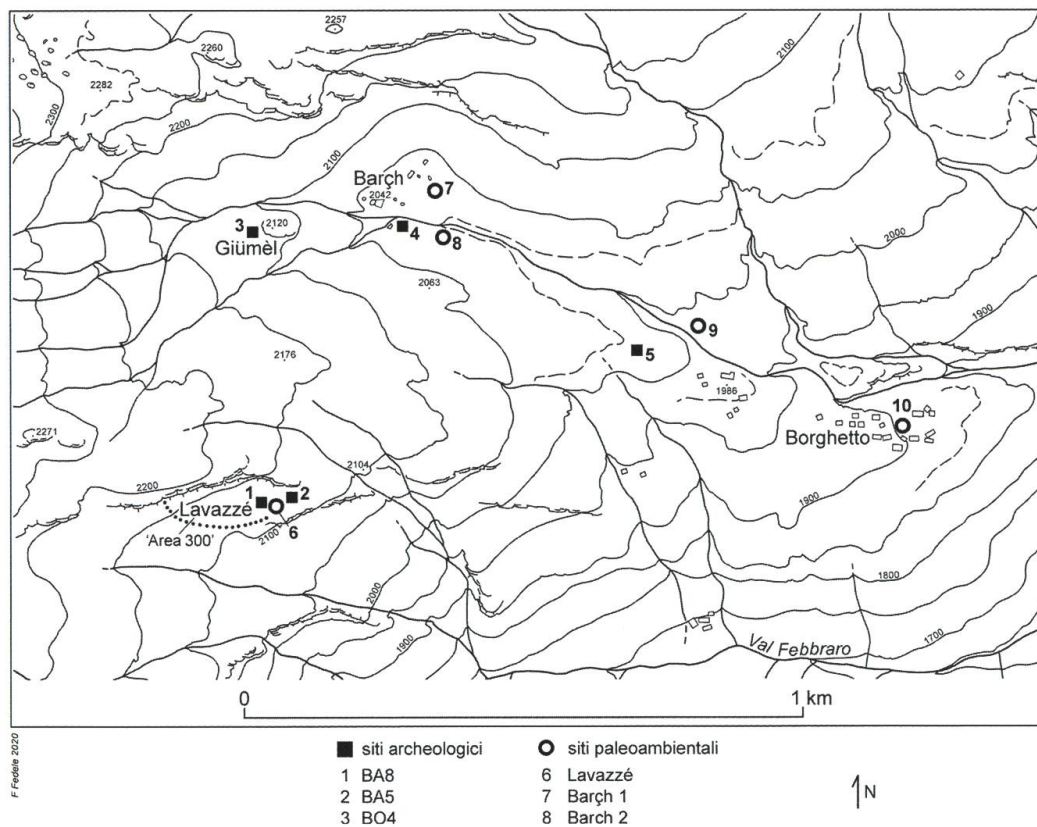 2257
2260
2282
2300
2200
2100
2100
Barçh
2042
7
3
2120
Giümèl
4
8
2063
2000
1900
9
5
2176
1986
10
Borghetto
2271
2104
2200
1900
1
2
Lavazzé
'Area 300'
2100
6
1800
2000
1900
1700
Val Febbraro
0
1 km
F Fedele 2020
siti archeologici
1 BA8
2 BA5
3 BO4
siti paleoambientali
6 Lavazzé
7 Barçh 1
8 Barch 2
N